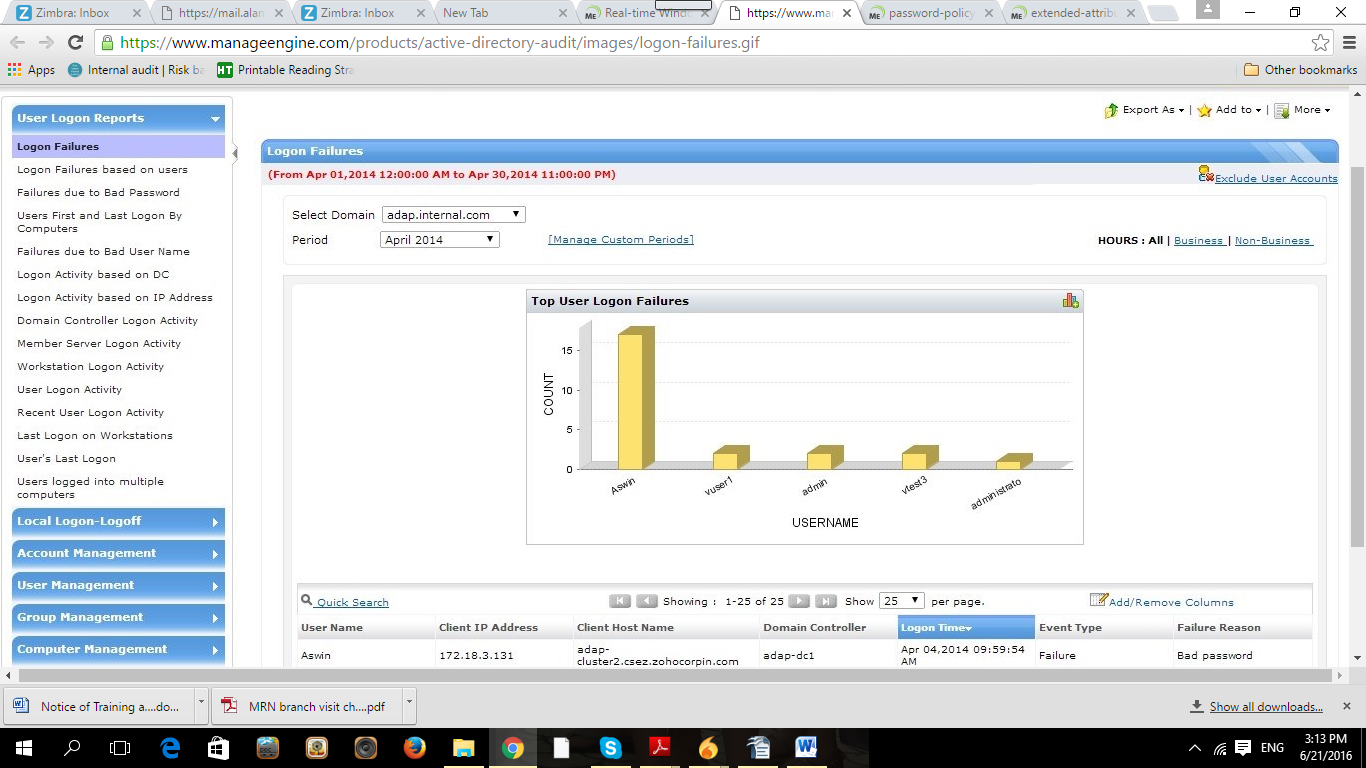 Zimbra: Inbox
https://mail.alan
Zimbra: Inbox
New Tab
Real-time Windo
https://www.ma
password-policy
extended-attrib
https://www.manageengine.com/products/active-directory-audit/images/logon-failures.gif
Apps
Internal audit | Risk ba
HT Printable Reading Stra
Other bookmarks
Export As | Add to | More
User Logon Reports
Logon Failures
Logon Failures based on users
Failures due to Bad Password
Users First and Last Logon By
Computers
Failures due to Bad User Name
Logon Activity based on DC
Logon Activity based on IP Address
Domain Controller Logon Activity
Member Server Logon Activity
Workstation Logon Activity
User Logon Activity
Recent User Logon Activity
Last Logon on Workstations
User's Last Logon
Users logged into multiple
computers
Local Logon-Logoff
Account Management
User Management
Group Management
Computer Management
Logon Failures
(From Apr 01,2014 12:00:00 AM to Apr 30,2014 11:00:00 PM)
Exclude User Accounts
Select Domain adap.internal.com
Period April 2014 [Manage Custom Periods]
HOURS : All | Business | Non-Business
Top User Logon Failures
COUNT
15
10
5
0
Aswin
vuser1
admin
vtest3
administrato
USERNAME
Quick Search
Showing : 1-25 of 25
Show 25 per page.
Add/Remove Columns
User Name Client IP Address Client Host Name Domain Controller Logon Time Event Type Failure Reason
Aswin 172.18.3.131 adap-cluster2.csez.zohocorpin.com adap-dc1 Apr 04,2014 09:59:54 AM Failure Bad password
Notice of Training a....do...
MRN branch visit ch....pdf
Show all downloads...
ENG
3:13 PM
6/21/2016